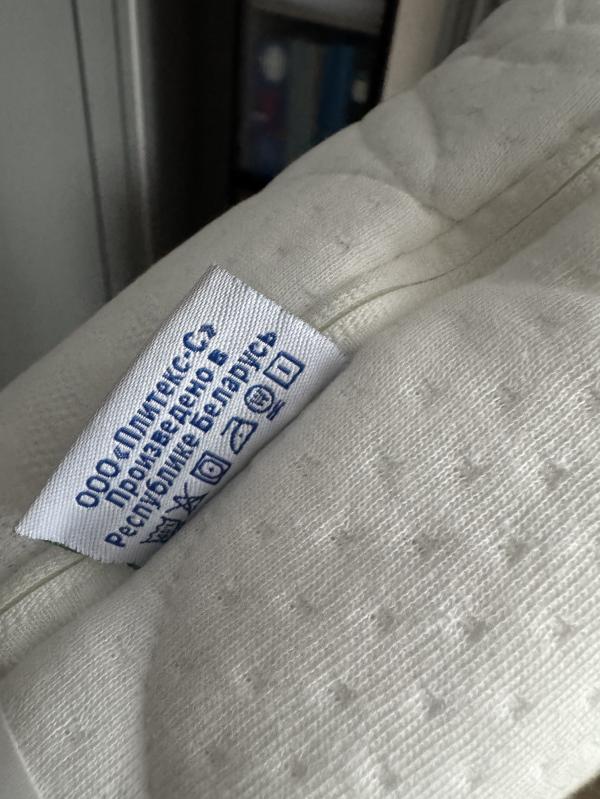 ООО «Плитекс-С»
Произведено в
Республике Беларусь